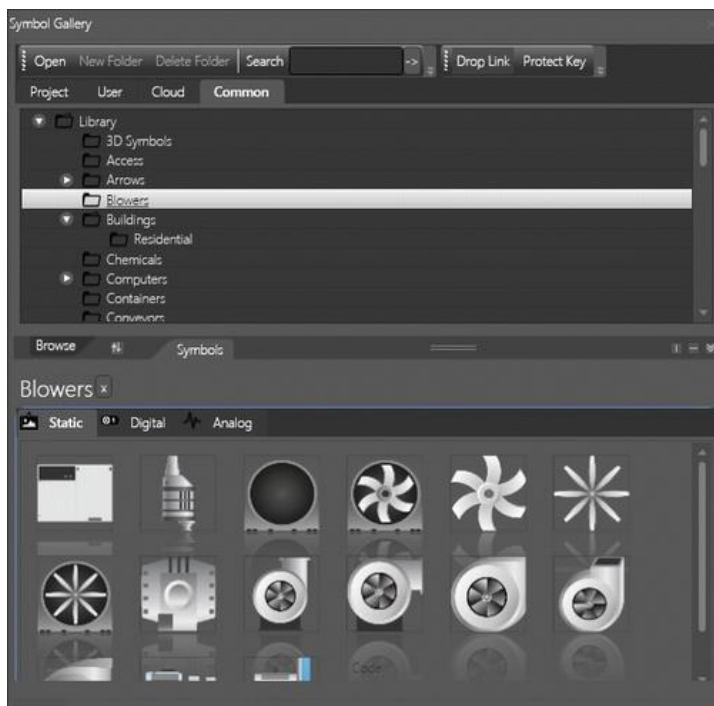 Symbol Gallery
Open New Folder Delete Folder Search -> Drop Link Protect Key
Project User Cloud Common
Library
3D Symbols
Access
Arrows
Blowers
Buildings
Residential
Chemicals
Computers
Containers
Conveyors
Browse Symbols
Blowers x
Static Digital Analog
Code